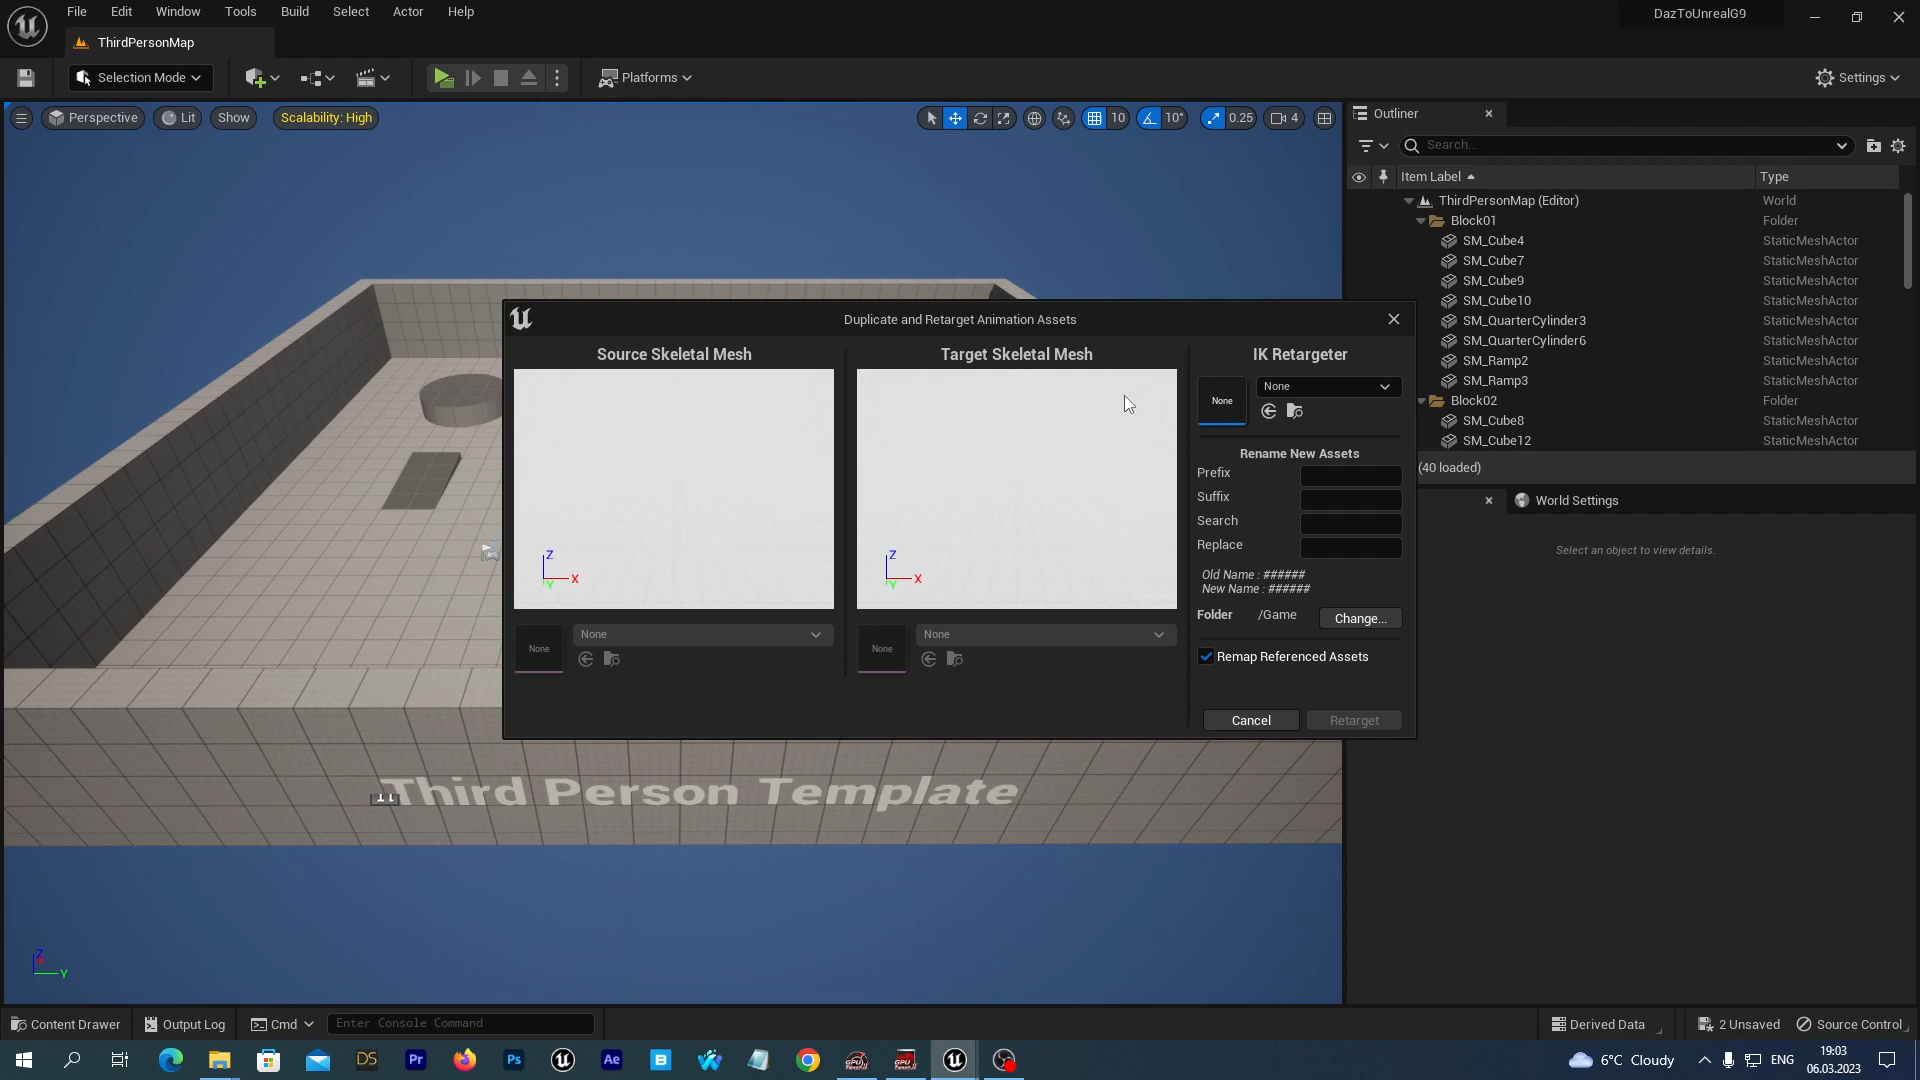 File Edit Window Tools Build Select Actor Help
DazToUnrealG9
ThirdPersonMap
Selection Mode
Platforms
Settings
Perspective Lit Show Scalability: High
10 10° 0.25 4
Outliner
Search...
Item Label Type
ThirdPersonMap (Editor) World
Block01 Folder
SM_Cube4 StaticMeshActor
SM_Cube7 StaticMeshActor
SM_Cube9 StaticMeshActor
SM_Cube10 StaticMeshActor
SM_QuarterCylinder3 StaticMeshActor
SM_QuarterCylinder6 StaticMeshActor
SM_Ramp2 StaticMeshActor
SM_Ramp3 StaticMeshActor
Block02 Folder
SM_Cube8 StaticMeshActor
SM_Cube12 StaticMeshActor
(40 loaded)
World Settings
Select an object to view details.
Duplicate and Retarget Animation Assets
Source Skeletal Mesh
Target Skeletal Mesh
IK Retargeter
None
None
Rename New Assets
Prefix
Suffix
Search
Replace
Old Name : ######
New Name : ######
Folder /Game Change...
Remap Referenced Assets
Cancel Retarget
Z
X
Y
Z
X
Y
None None
None None
Third Person Template
Z
Y
Content Drawer Output Log Cmd Enter Console Command
Derived Data 2 Unsaved Source Control
DS Pr Ps Ae B
6°C Cloudy ENG
19:03
06.03.2023